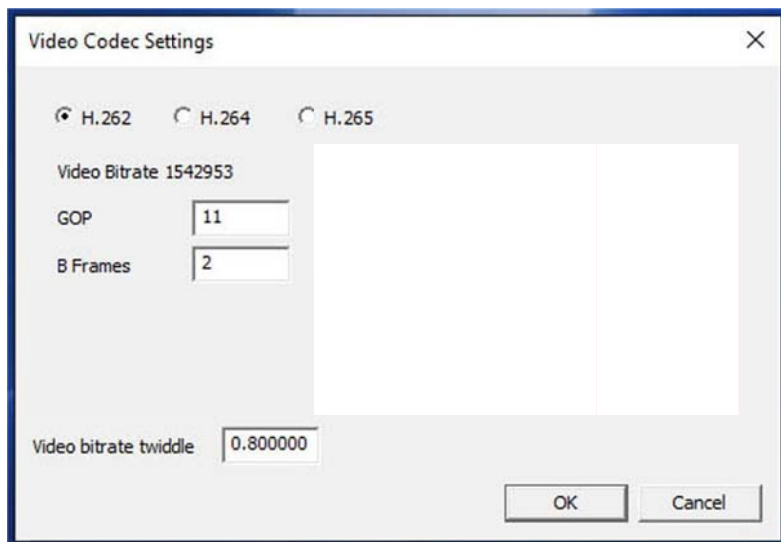 Video Codec Settings
H.262 H.264 H.265
Video Bitrate 1542953
GOP 11
B Frames 2
Video bitrate twiddle 0.800000
OK Cancel